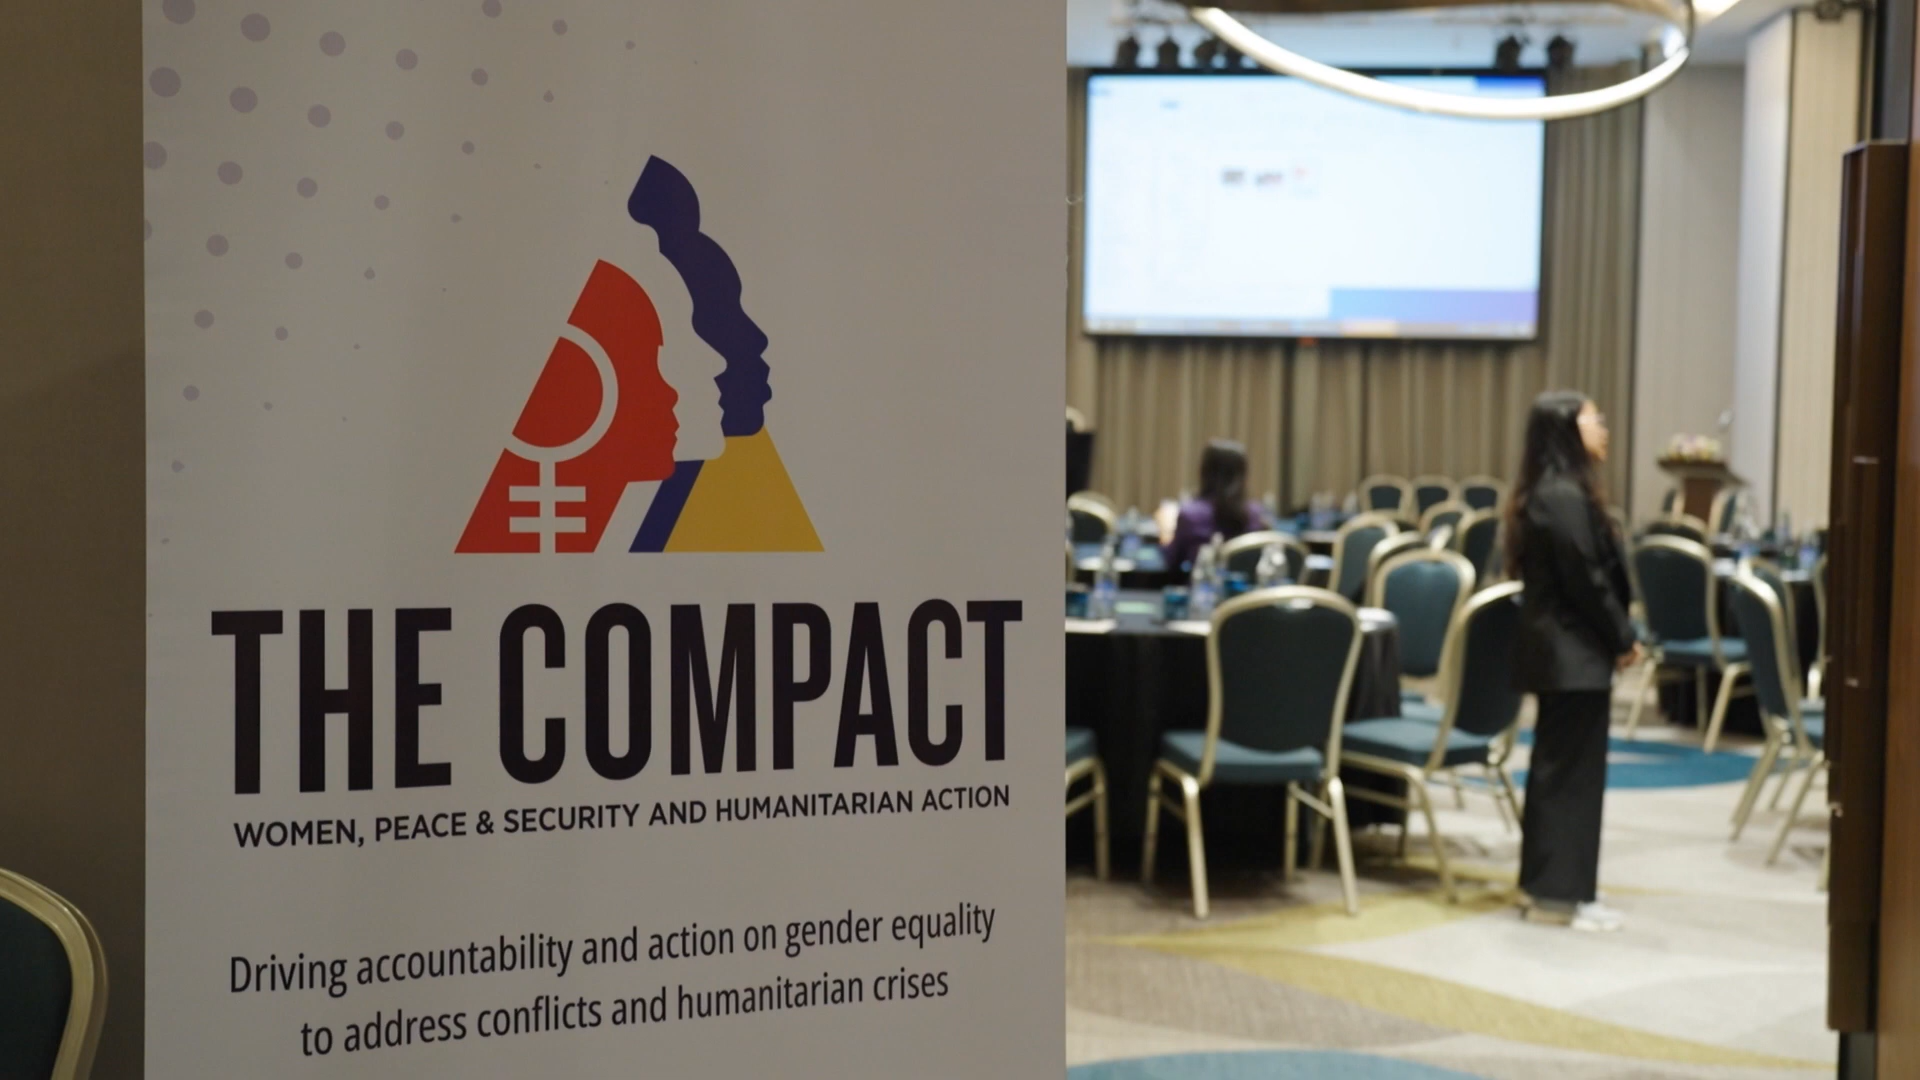 THE COMPACT
WOMEN, PEACE & SECURITY AND HUMANITARIAN ACTION
Driving accountability and action on gender equality
to address conflicts and humanitarian crises